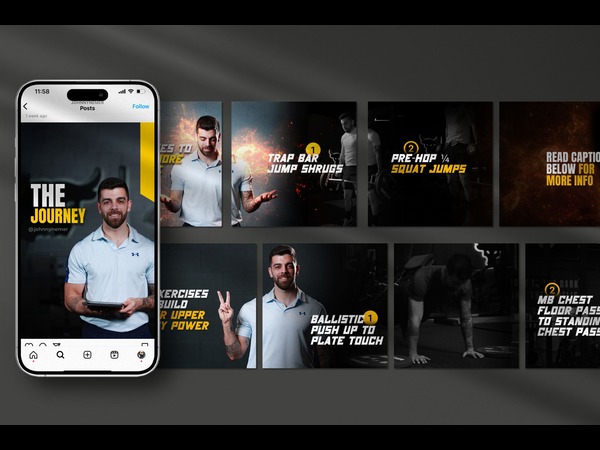 11:58
JOHNNYNEMER
Posts
Follow
1 week ago
THE
JOURNEY
@johnnynemer
ES TO
ORE
1
TRAP BAR
JUMP SHRUGS
2
PRE-HOP ¼
SQUAT JUMPS
READ CAPTIO
BELOW FOR
MORE INFO
XERCISES
BUILD
R UPPER
Y POWER
1
BALLISTIC
PUSH UP TO
PLATE TOUCH
2
MB CHEST
FLOOR PASS
TO STANDIN
CHEST PASS